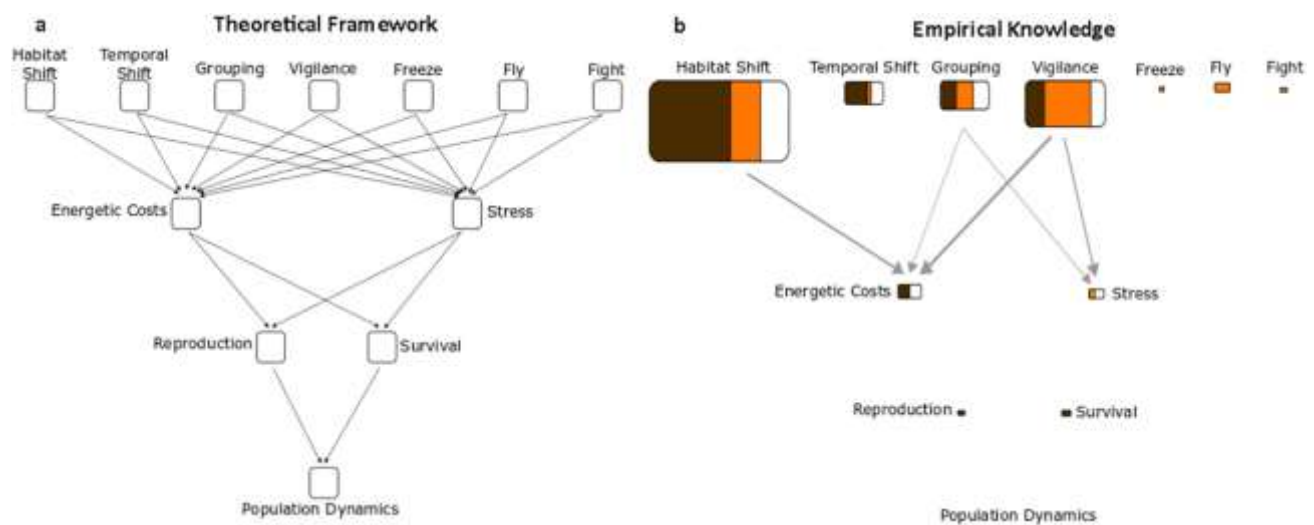 a
Theoretical Framework
Habitat
Shift
Temporal
Shift
Grouping
Vigilance
Freeze
Fly
Fight
Energetic Costs
Stress
Reproduction
Survival
Population Dynamics
b
Empirical Knowledge
Habitat Shift
Temporal Shift
Grouping
Vigilance
Freeze
Fly
Fight
Energetic Costs
Stress
Reproduction
Survival
Population Dynamics